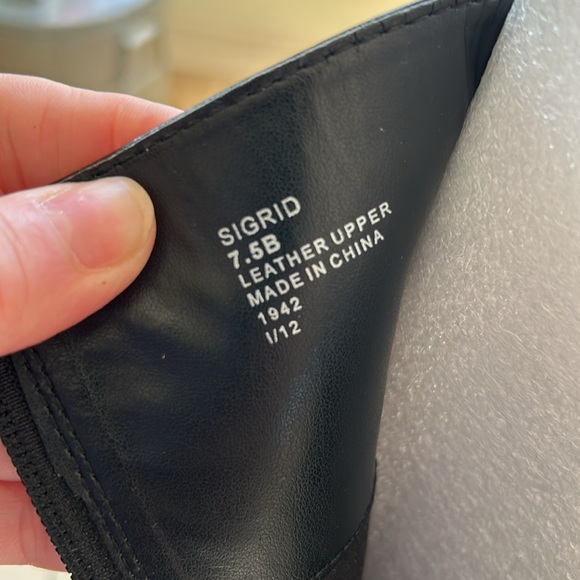 SIGRID
7.5B
LEATHER UPPER
MADE IN CHINA
1942
I/12